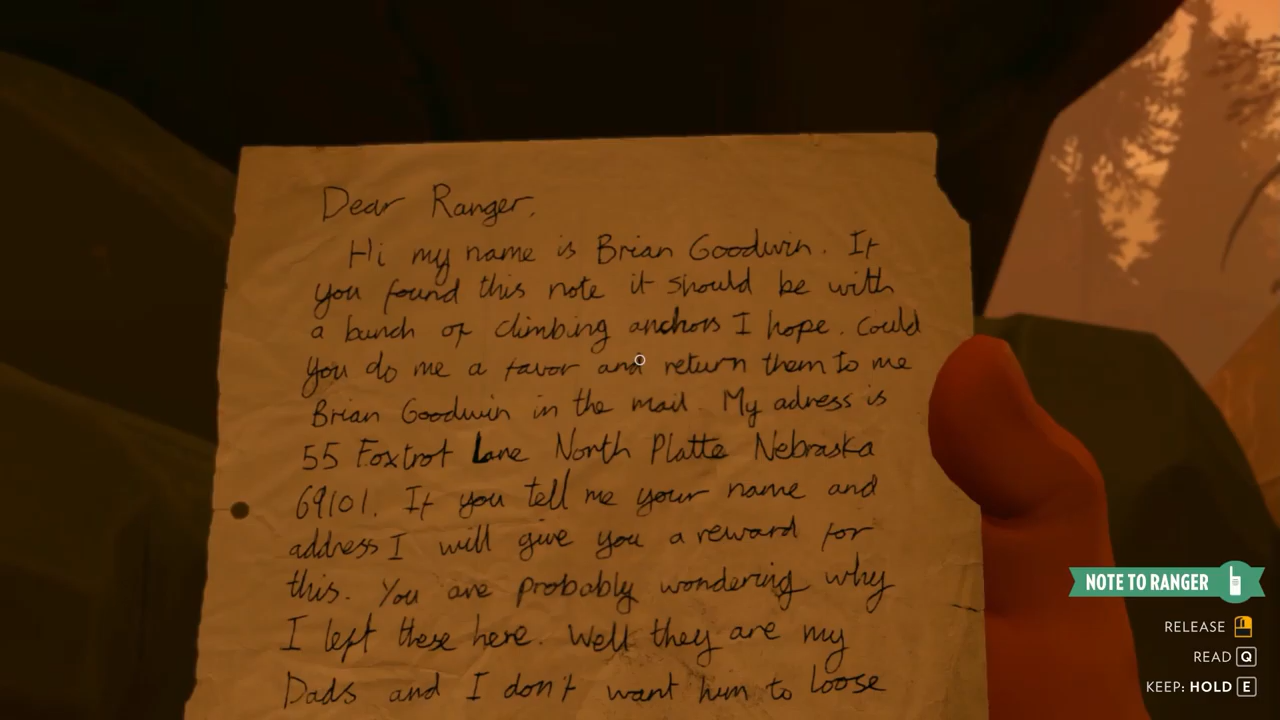 Dear Ranger,
Hi my name is Brian Goodwin. If
you found this note it should be with
a bunch of climbing anchors I hope. Could
you do me a favor and return them to me
Brian Goodwin in the mail. My adress is
55 Foxtrot Lane North Platte Nebraska
69101. If you tell me your name and
address I will give you a reward for
this. You are probably wondering why
I left these here. Well they are my
Dads and I don't want him to loose
NOTE TO RANGER
RELEASE
READ Q
KEEP: HOLD E